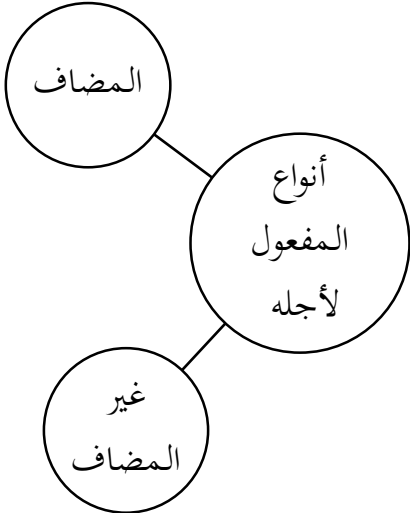 المضاف
أنواع
المفعول
لأجله
غير
المضاف